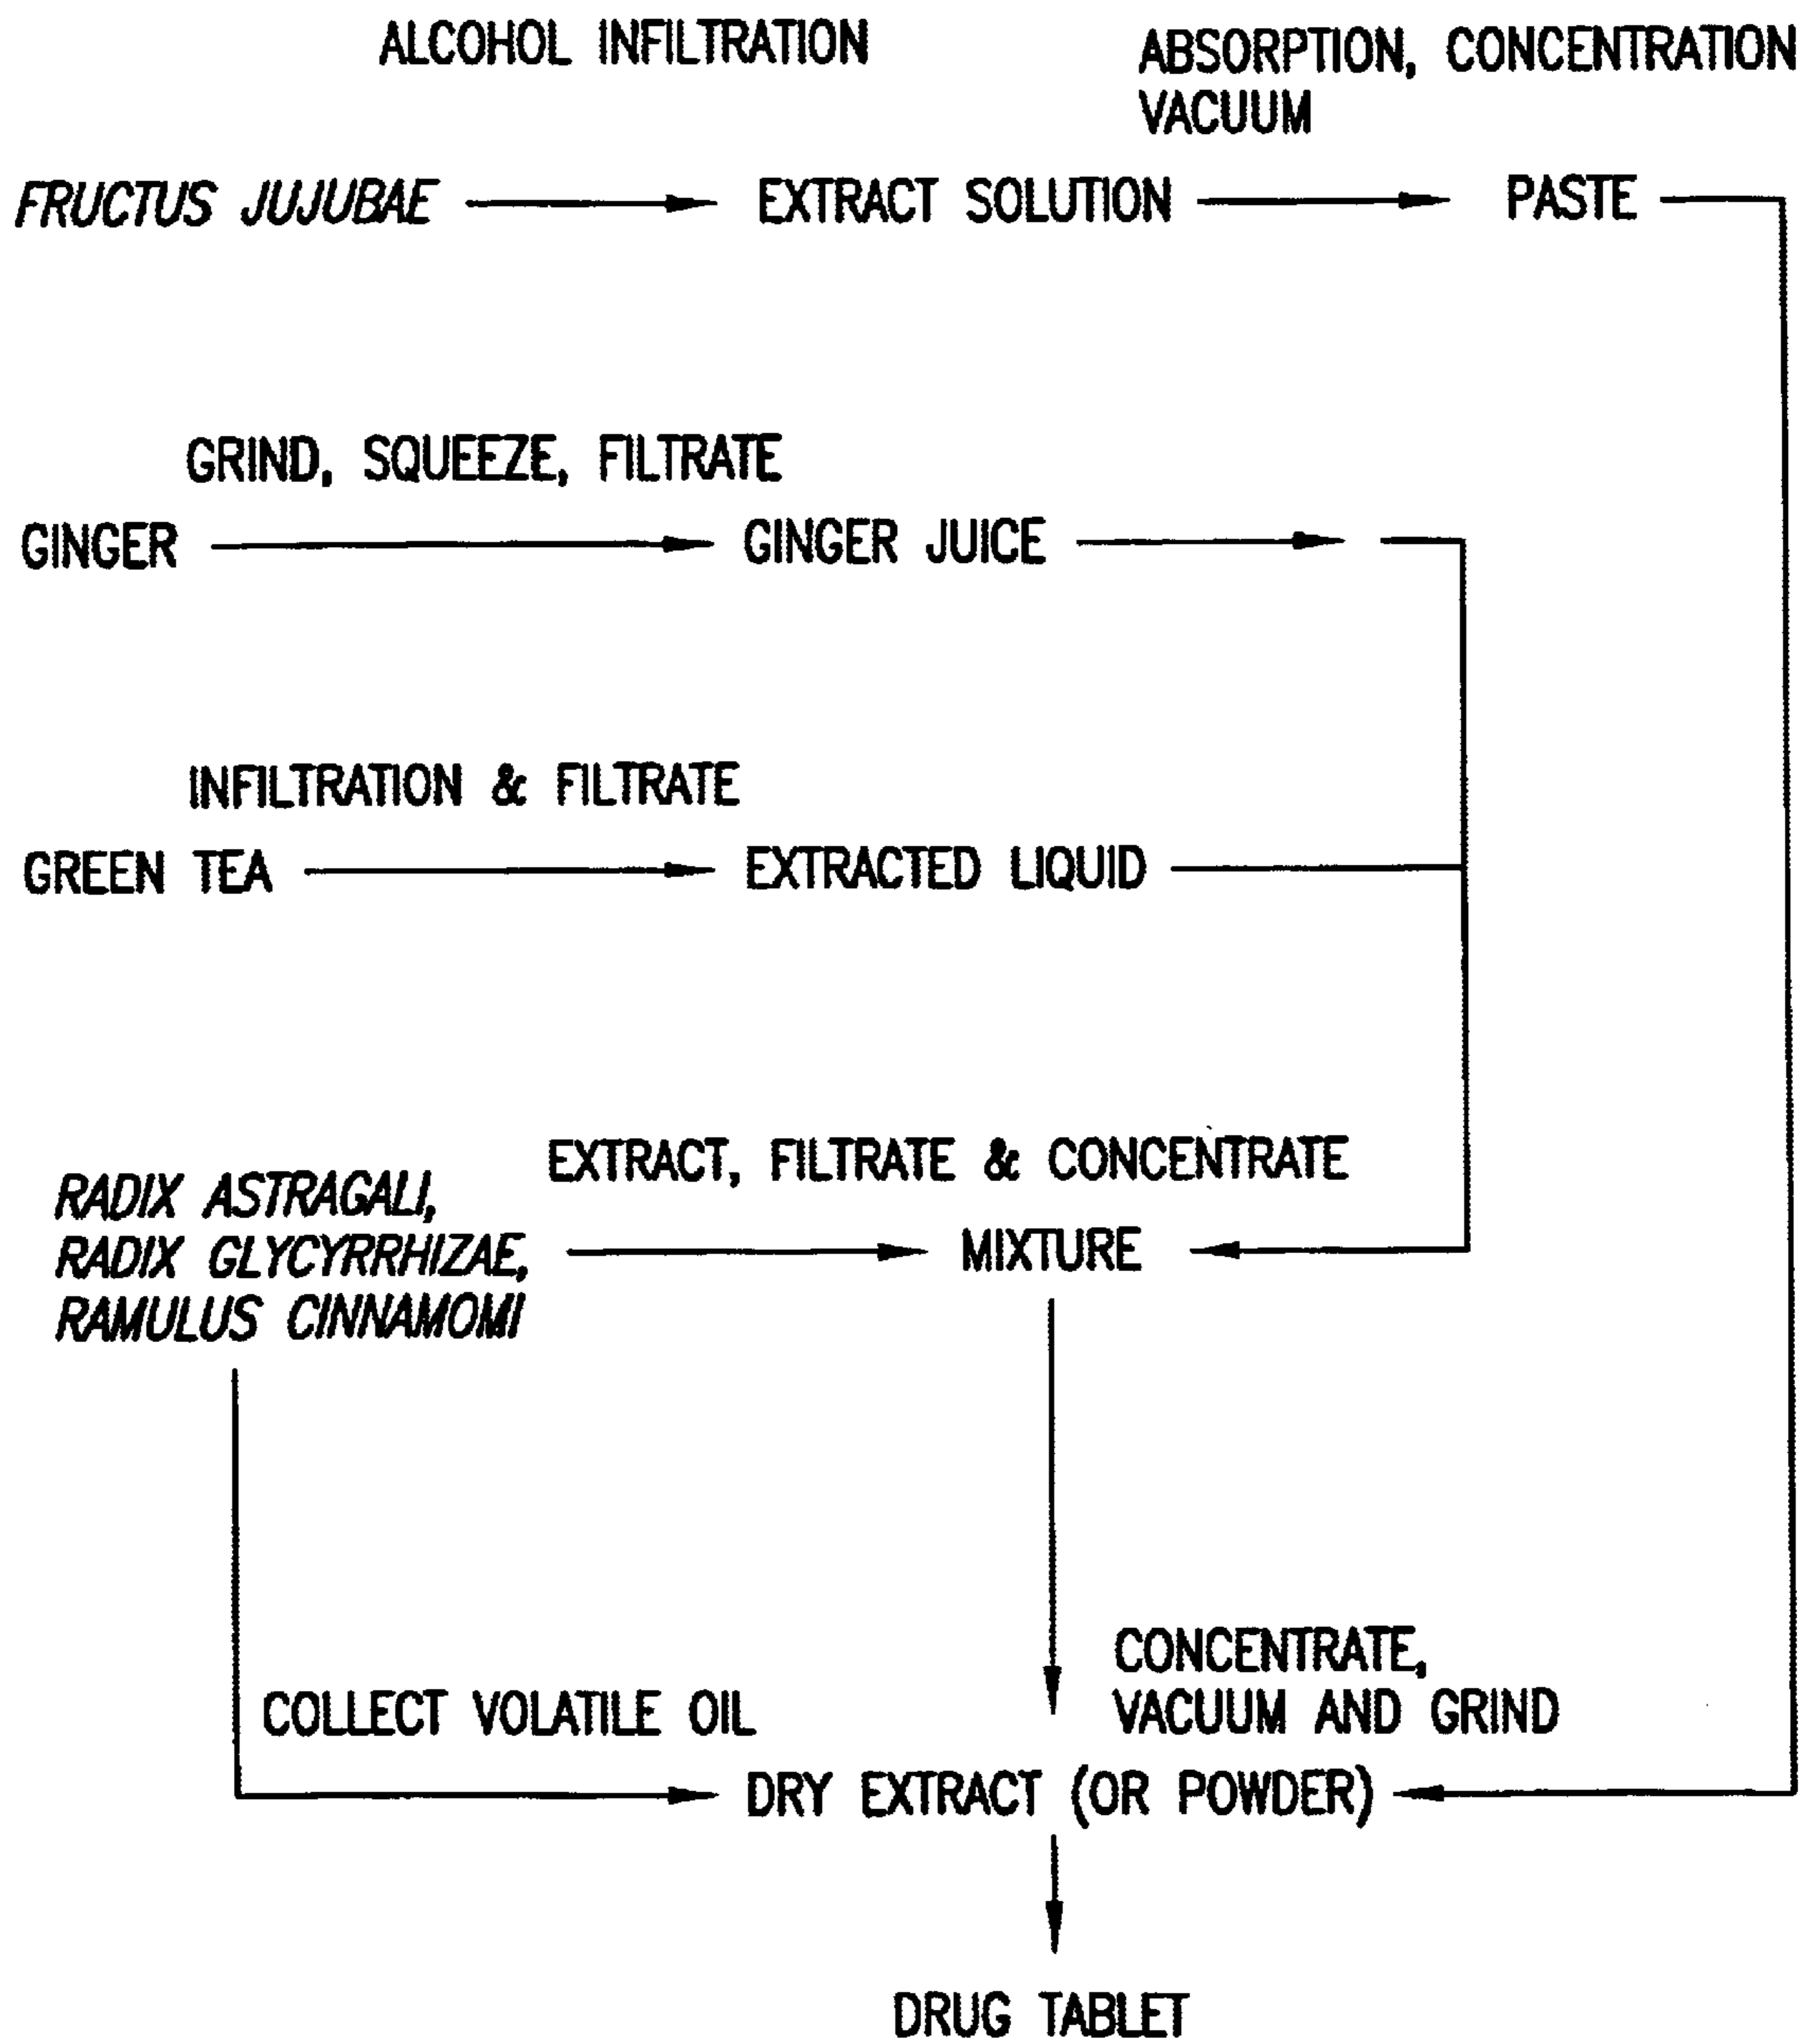 ALCOHOL INFILTRATION
ABSORPTION, CONCENTRATION
VACUUM
FRUCTUS JUJUBAE
EXTRACT SOLUTION
PASTE
GRIND, SQUEEZE, FILTRATE
GINGER
GINGER JUICE
INFILTRATION & FILTRATE
GREEN TEA
EXTRACTED LIQUID
EXTRACT, FILTRATE & CONCENTRATE
RADIX ASTRAGALI,
RADIX GLYCYRRHIZAE,
RAMULUS CINNAMOMI
MIXTURE
CONCENTRATE,
VACUUM AND GRIND
COLLECT VOLATILE OIL
DRY EXTRACT (OR POWDER)
DRUG TABLET